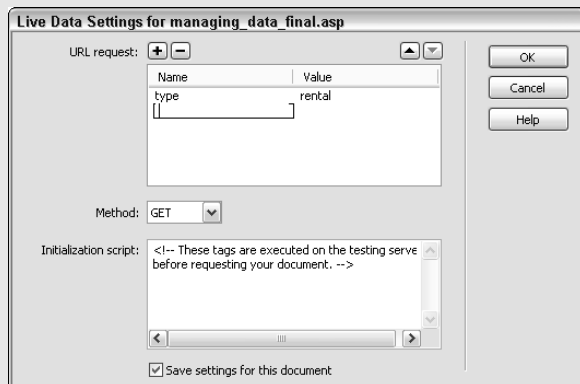 Live Data Settings for managing_data_final.asp
URL request:
OK
Name Value
Cancel
type rental
Help
Method: GET
Initialization script: <!-- These tags are executed on the testing serve
before requesting your document. -->
Save settings for this document